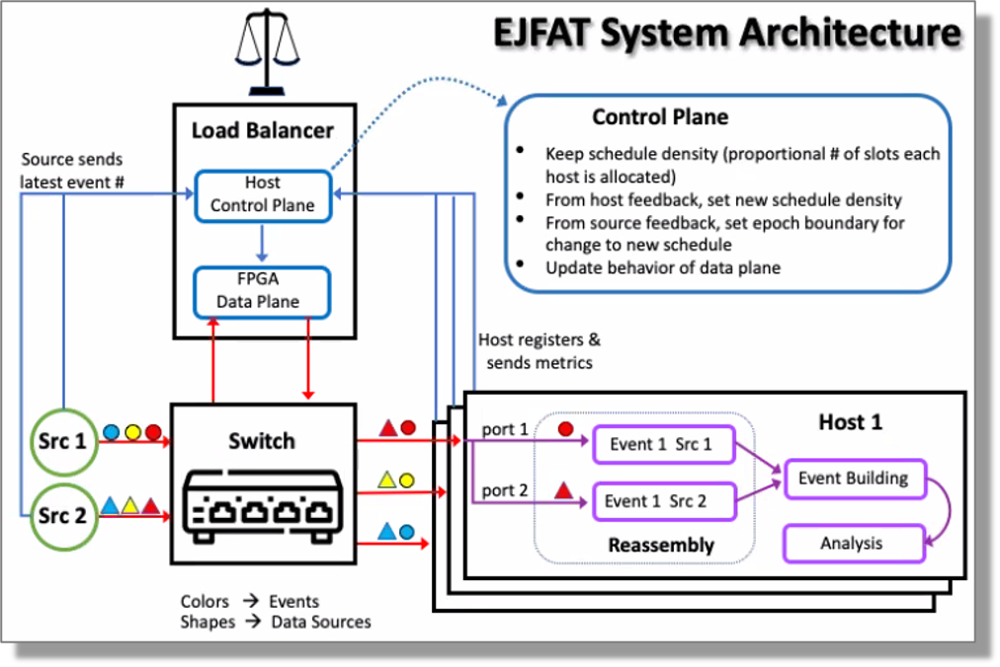 EJFAT System Architecture
Load Balancer
Source sends
latest event #
Host
Control Plane
FPGA
Data Plane
Control Plane
• Keep schedule density (proportional # of slots each
host is allocated)
• From host feedback, set new schedule density
• From source feedback, set epoch boundary for
change to new schedule
• Update behavior of data plane
Host registers &
sends metrics
Src 1
Src 2
Switch
port 1
port 2
Host 1
Event 1 Src 1
Event 1 Src 2
Reassembly
Event Building
Analysis
Colors → Events
Shapes → Data Sources